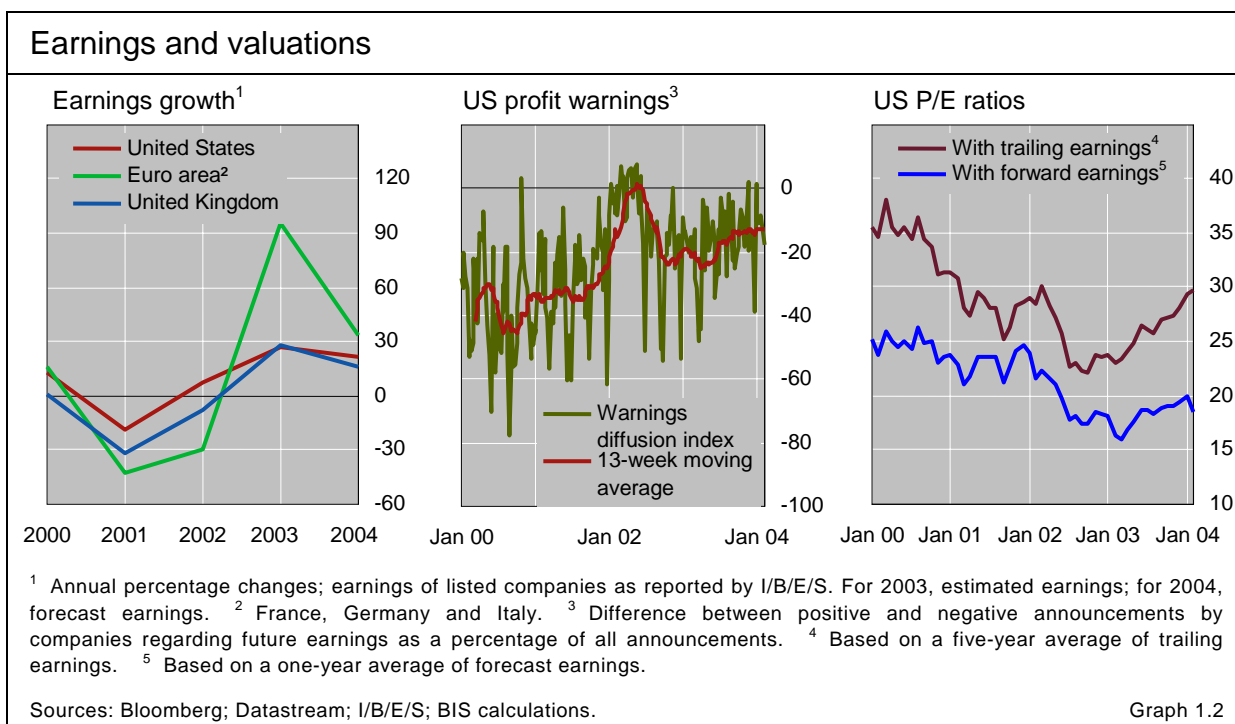 Earnings and valuations
Earnings growth¹
United States
Euro area²
United Kingdom
120
90
60
30
0
-30
-60
2000 2001 2002 2003 2004
US profit warnings³
0
-20
-40
-60
-80
-100
Warnings
diffusion index
13-week moving
average
Jan 00 Jan 02 Jan 04
US P/E ratios
With trailing earnings⁴
With forward earnings⁵
40
35
30
25
20
15
10
Jan 00 Jan 01 Jan 02 Jan 03 Jan 04
¹ Annual percentage changes; earnings of listed companies as reported by I/B/E/S. For 2003, estimated earnings; for 2004,
forecast earnings. ² France, Germany and Italy. ³ Difference between positive and negative announcements by
companies regarding future earnings as a percentage of all announcements. ⁴ Based on a five-year average of trailing
earnings. ⁵ Based on a one-year average of forecast earnings.
Sources: Bloomberg; Datastream; I/B/E/S; BIS calculations. Graph 1.2